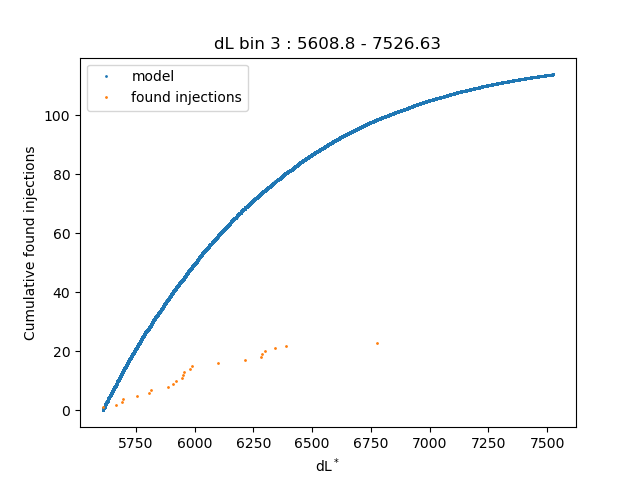 dL bin 3 : 5608.8 - 7526.63
model
found injections
Cumulative found injections
100
80
60
40
20
0
5750 6000 6250 6500 6750 7000 7250 7500
dL*